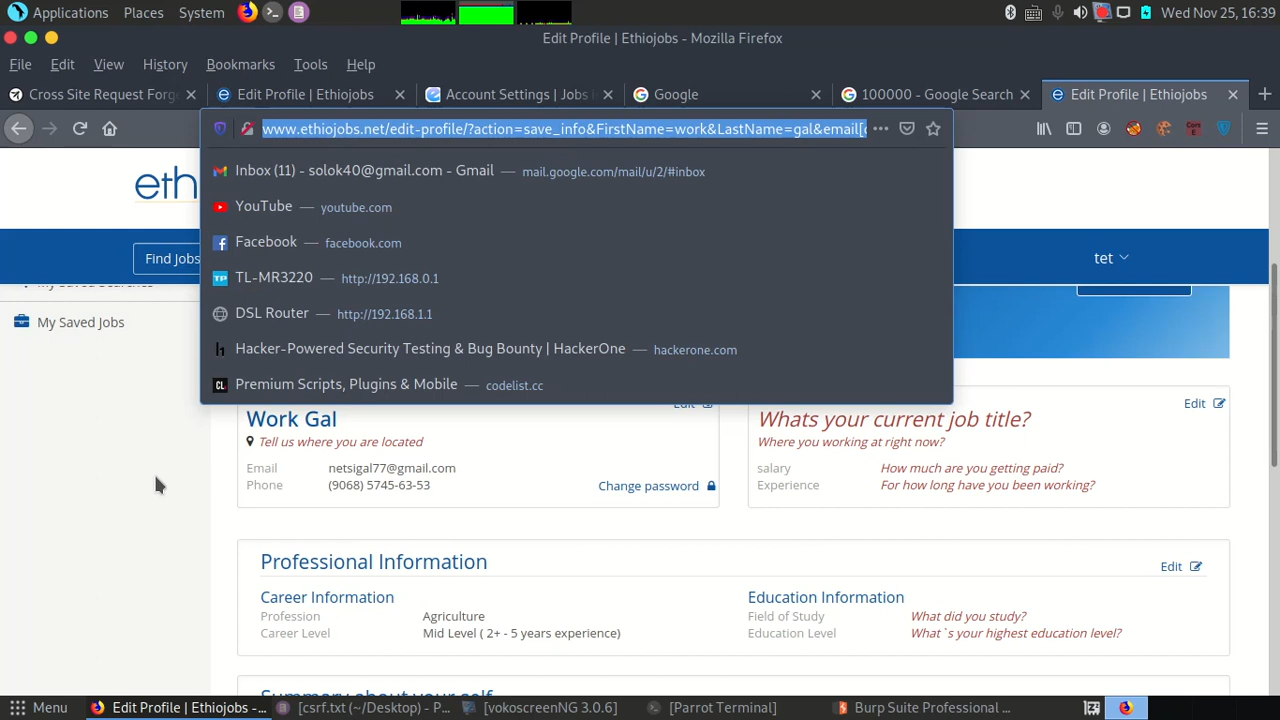 Applications Places System Wed Nov 25, 16:39
Edit Profile | Ethiojobs - Mozilla Firefox
File Edit View History Bookmarks Tools Help
Cross Site Request Forg Edit Profile | Ethiojobs Account Settings | Jobs i Google 100000 - Google Search Edit Profile | Ethiojobs
www.ethiojobs.net/edit-profile/?action=save_info&FirstName=work&LastName=gal&email[
Inbox (11) - solok40@gmail.com - Gmail — mail.google.com/mail/u/2/#inbox
YouTube — youtube.com
Facebook — facebook.com
TL-MR3220 — http://192.168.0.1
DSL Router — http://192.168.1.1
Hacker-Powered Security Testing & Bug Bounty | HackerOne — hackerone.com
Premium Scripts, Plugins & Mobile — codelist.cc
eth
Find Jobs tet
My Saved Searches
My Saved Jobs
Edit
Work Gal
Tell us where you are located
Email netsigal77@gmail.com
Phone (9068) 5745-63-53
Change password
Edit
Whats your current job title?
Where you working at right now?
salary How much are you getting paid?
Experience For how long have you been working?
Professional Information Edit
Career Information
Profession Agriculture
Career Level Mid Level ( 2+ - 5 years experience)
Education Information
Field of Study What did you study?
Education Level What`s your highest education level?
Summary about your self
Menu Edit Profile | Ethiojobs -... [csrf.txt (~/Desktop) - P... [vokoscreenNG 3.0.6] [Parrot Terminal] Burp Suite Professional ...